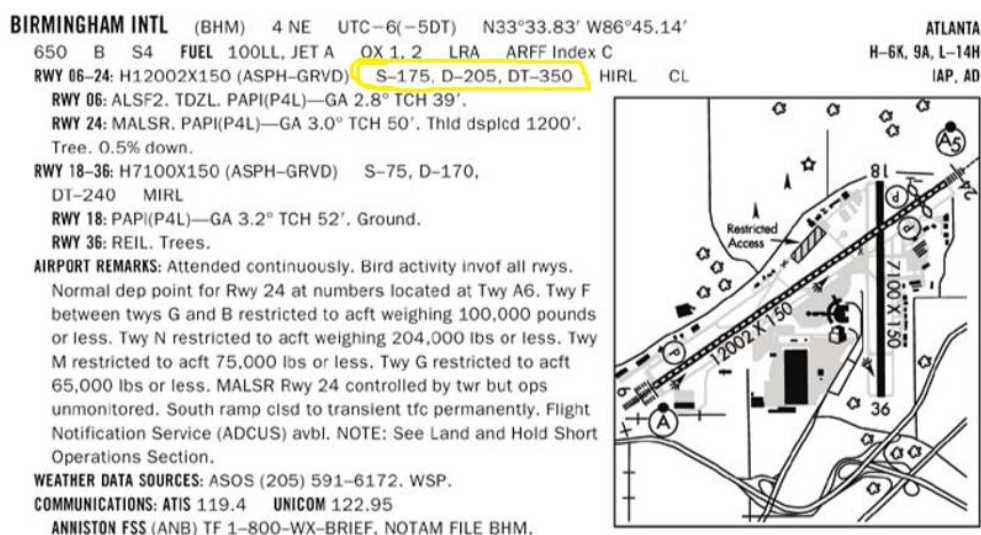 BIRMINGHAM INTL (BHM) 4 NE UTC–6(–5DT) N33°33.83′ W86°45.14′ ATLANTA
650 B S4 FUEL 100LL, JET A OX 1, 2 LRA ARFF Index C H–6K, 9A, L–14H
RWY 06–24: H12002X150 (ASPH–GRVD) S–175, D–205, DT–350 HIRL CL IAP, AD
RWY 06: ALSF2. TDZL. PAPI(P4L)—GA 2.8° TCH 39′.
RWY 24: MALSR. PAPI(P4L)—GA 3.0° TCH 50′. Thld dsplcd 1200′.
Tree. 0.5% down.
RWY 18–36: H7100X150 (ASPH–GRVD) S–75, D–170,
DT–240 MIRL
RWY 18: PAPI(P4L)—GA 3.2° TCH 52′. Ground.
RWY 36: REIL. Trees.
AIRPORT REMARKS: Attended continuously. Bird activity invof all rwys.
Normal dep point for Rwy 24 at numbers located at Twy A6. Twy F
between twys G and B restricted to acft weighing 100,000 pounds
or less. Twy N restricted to acft weighing 204,000 lbs or less. Twy
M restricted to acft 75,000 lbs or less. Twy G restricted to acft
65,000 lbs or less. MALSR Rwy 24 controlled by twr but ops
unmonitored. South ramp clsd to transient tfc permanently. Flight
Notification Service (ADCUS) avbl. NOTE: See Land and Hold Short
Operations Section.
WEATHER DATA SOURCES: ASOS (205) 591–6172. WSP.
COMMUNICATIONS: ATIS 119.4 UNICOM 122.95
ANNISTON FSS (ANB) TF 1–800–WX–BRIEF. NOTAM FILE BHM.
A5
18
24
P
P
Restricted
Access
7100 X 150
12002 X 150
P
6
A
36